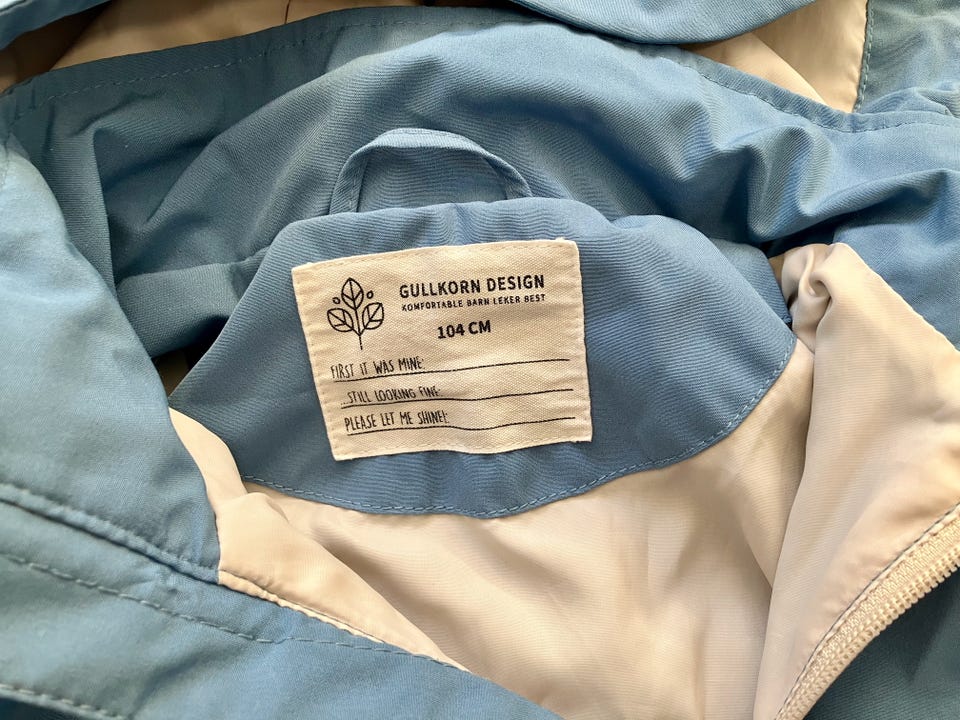 GULLKORN DESIGN
KOMFORTABLE BARN LEKER BEST
104 CM
FIRST IT WAS MINE:
...STILL LOOKING FINE:
PLEASE LET ME SHINE!: